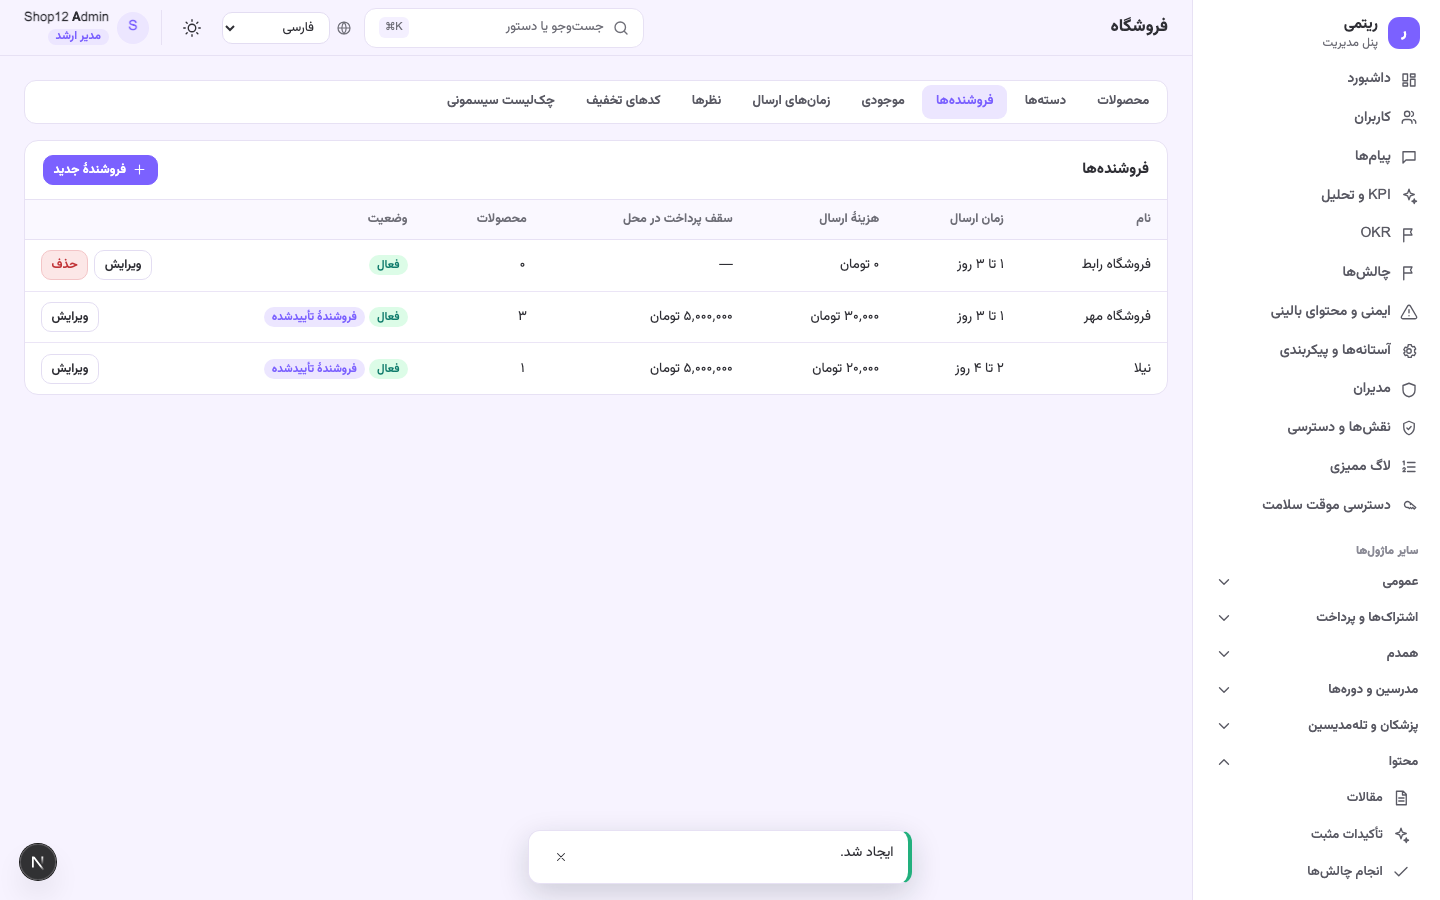 ر
ریتمی
پنل مدیریت
داشبورد
کاربران
پیام‌ها
KPI و تحلیل
OKR
چالش‌ها
ایمنی و محتوای بالینی
آستانه‌ها و پیکربندی
مدیران
نقش‌ها و دسترسی
لاگ ممیزی
دسترسی موقت سلامت
سایر ماژول‌ها
عمومی
اشتراک‌ها و پرداخت
همدم
مدرسین و دوره‌ها
پزشکان و تله‌مدیسین
محتوا
مقالات
تأکیدات مثبت
انجام چالش‌ها
فروشگاه
جست‌وجو یا دستور
⌘K
فارسی
S
Shop12 Admin
مدیر ارشد
محصولات دسته‌ها فروشنده‌ها موجودی زمان‌های ارسال نظرها کدهای تخفیف چک‌لیست سیسمونی
فروشنده‌ها
فروشندهٔ جدید
نام زمان ارسال هزینهٔ ارسال سقف پرداخت در محل محصولات وضعیت
فروشگاه رابط ۱ تا ۳ روز ۰ تومان — ۰ فعال ویرایش حذف
فروشگاه مهر ۱ تا ۳ روز ۳۰٬۰۰۰ تومان ۵٬۰۰۰٬۰۰۰ تومان ۳ فعال فروشندهٔ تأییدشده ویرایش
نیلا ۲ تا ۴ روز ۲۰٬۰۰۰ تومان ۵٬۰۰۰٬۰۰۰ تومان ۱ فعال فروشندهٔ تأییدشده ویرایش
ایجاد شد.
N